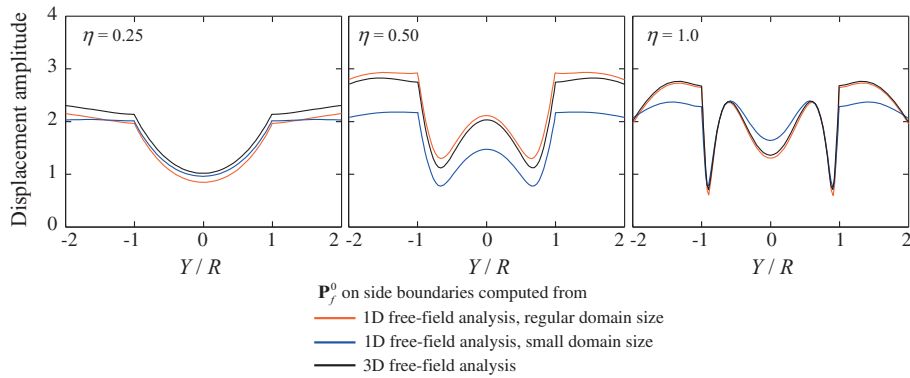 Displacement amplitude
4
3
2
1
0
η = 0.25
η = 0.50
η = 1.0
-2 -1 0 1 2
-2 -1 0 1 2
-2 -1 0 1 2
Y / R
Y / R
Y / R
P_f^0 on side boundaries computed from
1D free-field analysis, regular domain size
1D free-field analysis, small domain size
3D free-field analysis